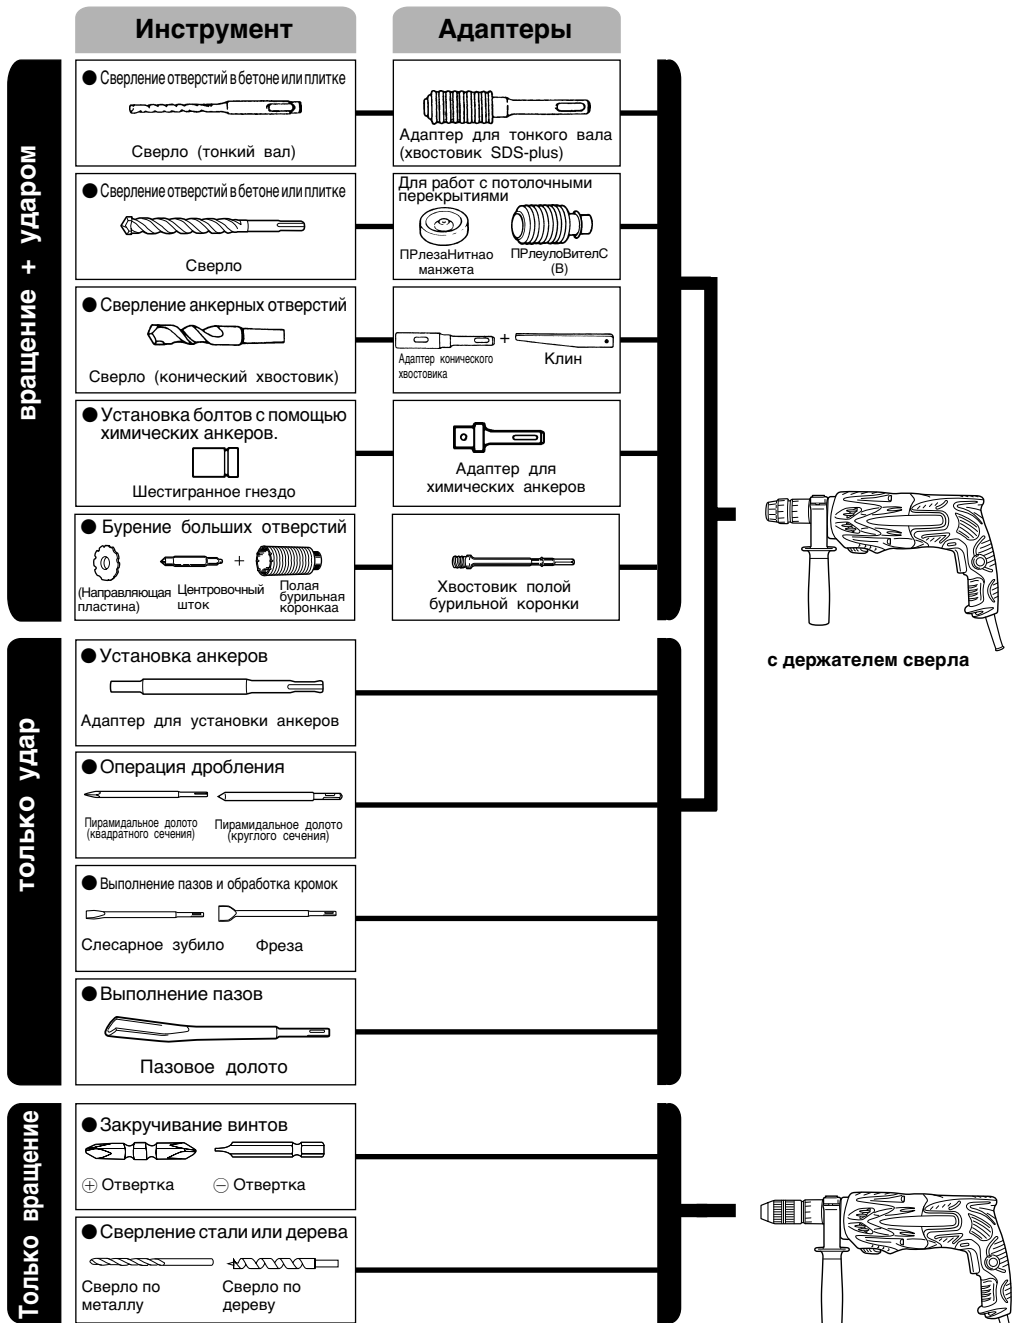 Инструмент
Адаптеры
вращение + ударом
● Сверление отверстий в бетоне или плитке
Сверло (тонкий вал)
Адаптер для тонкого вала
(хвостовик SDS-plus)
● Сверление отверстий в бетоне или плитке
Сверло
Для работ с потолочными
перекрытиями
ПРлезаНитнао
манжета
ПРлеулоВителС
(B)
● Сверление анкерных отверстий
Сверло (конический хвостовик)
+
Адаптер конического
хвостовика
Клин
● Установка болтов с помощью
химических анкеров.
Шестигранное гнездо
Адаптер для
химических анкеров
● Бурение больших отверстий
+
(Направляющая
пластина)
Центровочный
шток
Полая
бурильная
коронкаа
Хвостовик полой
бурильной коронки
с держателем сверла
только удар
● Установка анкеров
Адаптер для установки анкеров
● Операция дробления
Пирамидальное долото
(квадратного сечения)
Пирамидальное долото
(круглого сечения)
● Выполнение пазов и обработка кромок
Слесарное зубило
Фреза
● Выполнение пазов
Пазовое долото
Только вращение
● Закручивание винтов
⊕ Отвертка
⊖ Отвертка
● Сверление стали или дерева
Сверло по
металлу
Сверло по
дереву